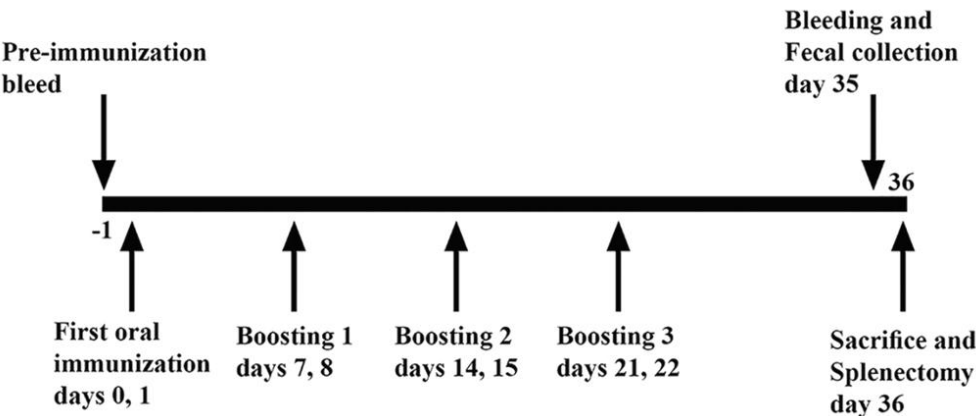 Pre-immunization
bleed
Bleeding and
Fecal collection
day 35
36
-1
First oral
immunization
days 0, 1
Boosting 1
days 7, 8
Boosting 2
days 14, 15
Boosting 3
days 21, 22
Sacrifice and
Splenectomy
day 36